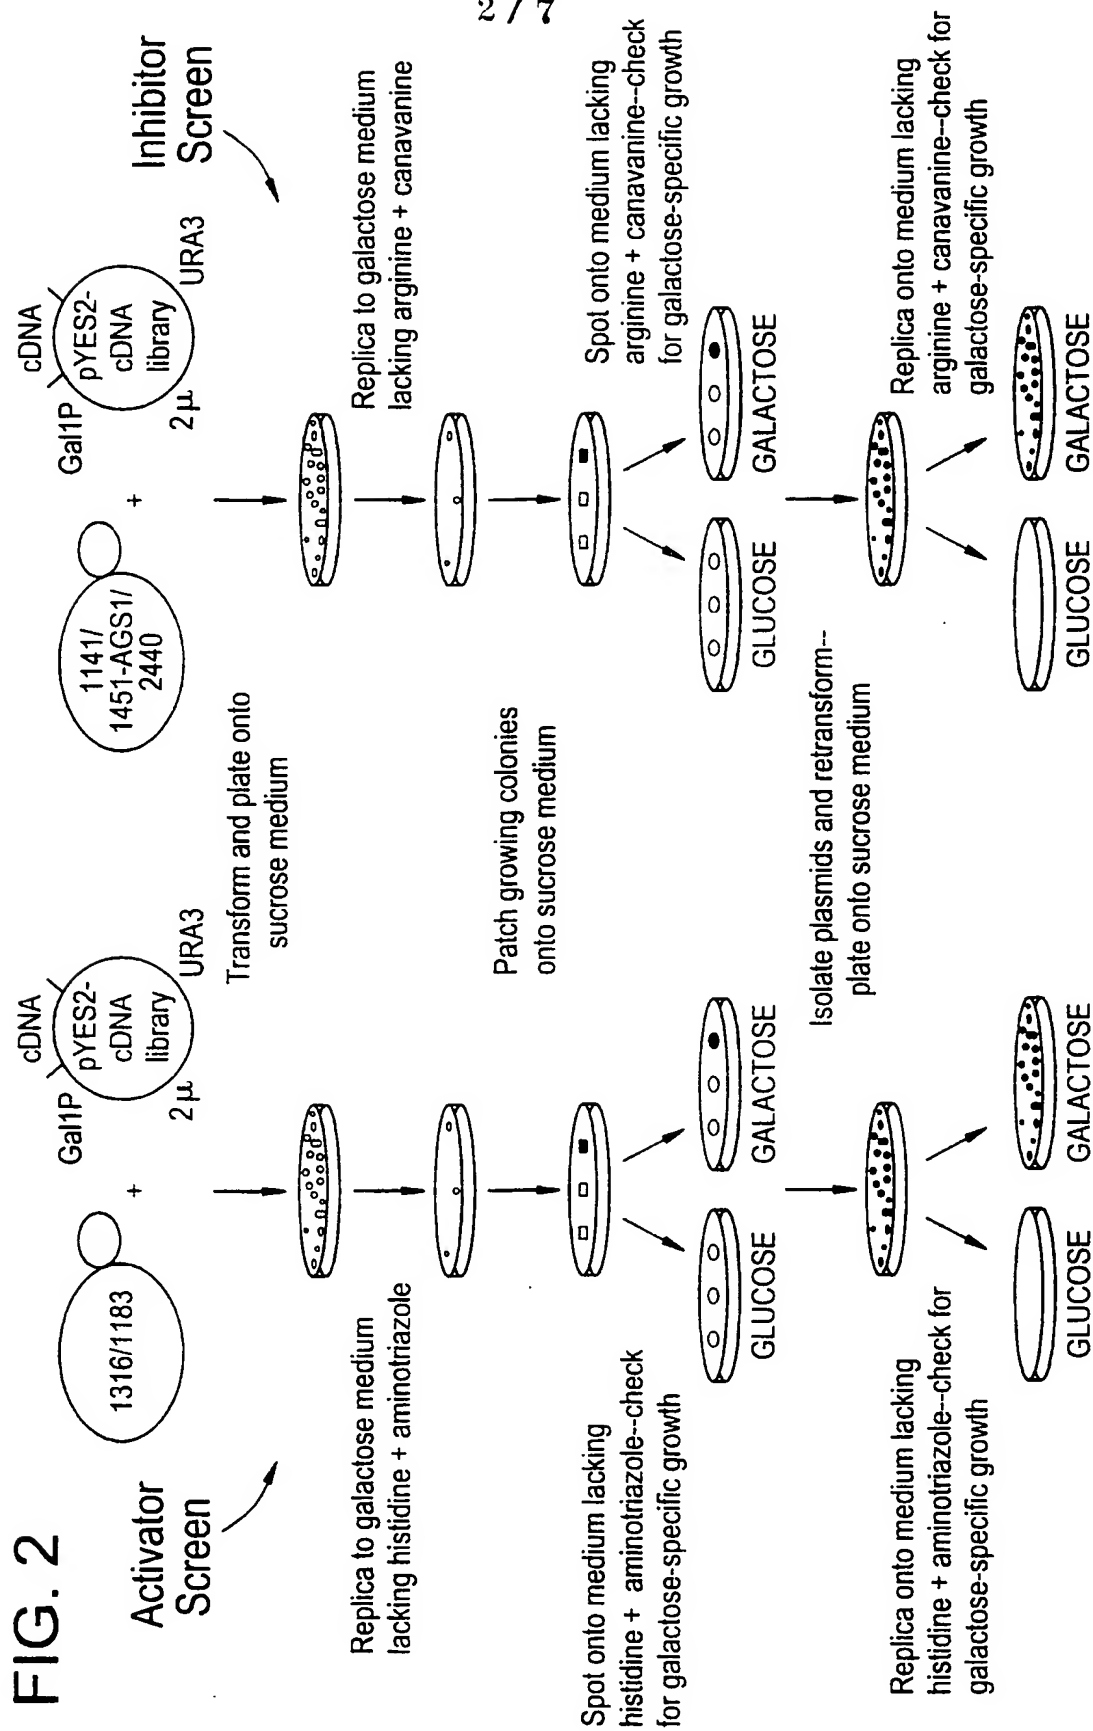 2/7
FIG. 2
Activator
Screen
1316/1183
+
Gal1P
cDNA
pYES2-
cDNA
library
2µ
URA3
Transform and plate onto
sucrose medium
Replica to galactose medium
lacking histidine + aminotriazole
Patch growing colonies
onto sucrose medium
Spot onto medium lacking
histidine + aminotriazole--check
for galactose-specific growth
GLUCOSE
GALACTOSE
Isolate plasmids and retransform--
plate onto sucrose medium
Replica onto medium lacking
histidine + aminotriazole--check for
galactose-specific growth
GLUCOSE
GALACTOSE
Inhibitor
Screen
1141/
1451-AGS1/
2440
+
Gal1P
cDNA
pYES2-
cDNA
library
2µ
URA3
Replica to galactose medium
lacking arginine + canavanine
Spot onto medium lacking
arginine + canavanine--check
for galactose-specific growth
GLUCOSE
GALACTOSE
Replica onto medium lacking
arginine + canavanine--check for
galactose-specific growth
GLUCOSE
GALACTOSE